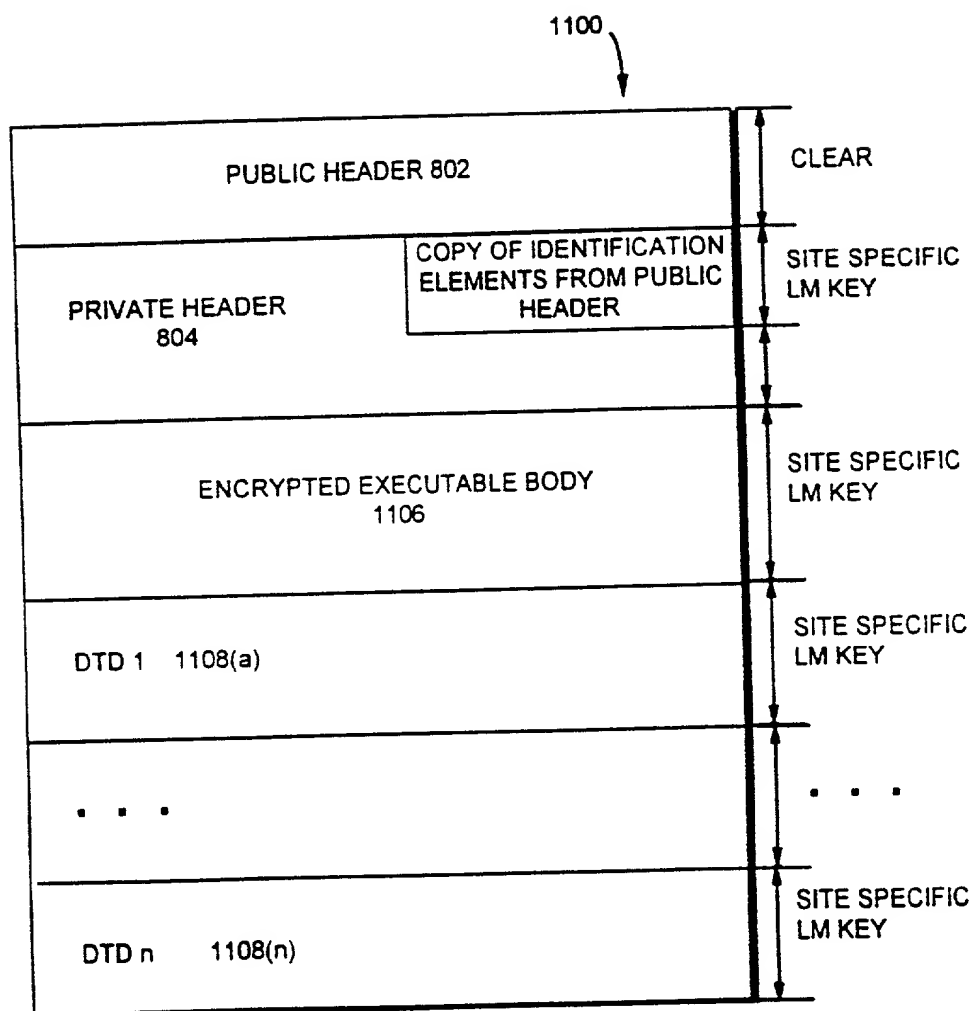 1100
PUBLIC HEADER 802
CLEAR
COPY OF IDENTIFICATION
ELEMENTS FROM PUBLIC
HEADER
PRIVATE HEADER
804
SITE SPECIFIC
LM KEY
ENCRYPTED EXECUTABLE BODY
1106
SITE SPECIFIC
LM KEY
DTD 1 1108(a)
SITE SPECIFIC
LM KEY
. . .
. . .
DTD n 1108(n)
SITE SPECIFIC
LM KEY